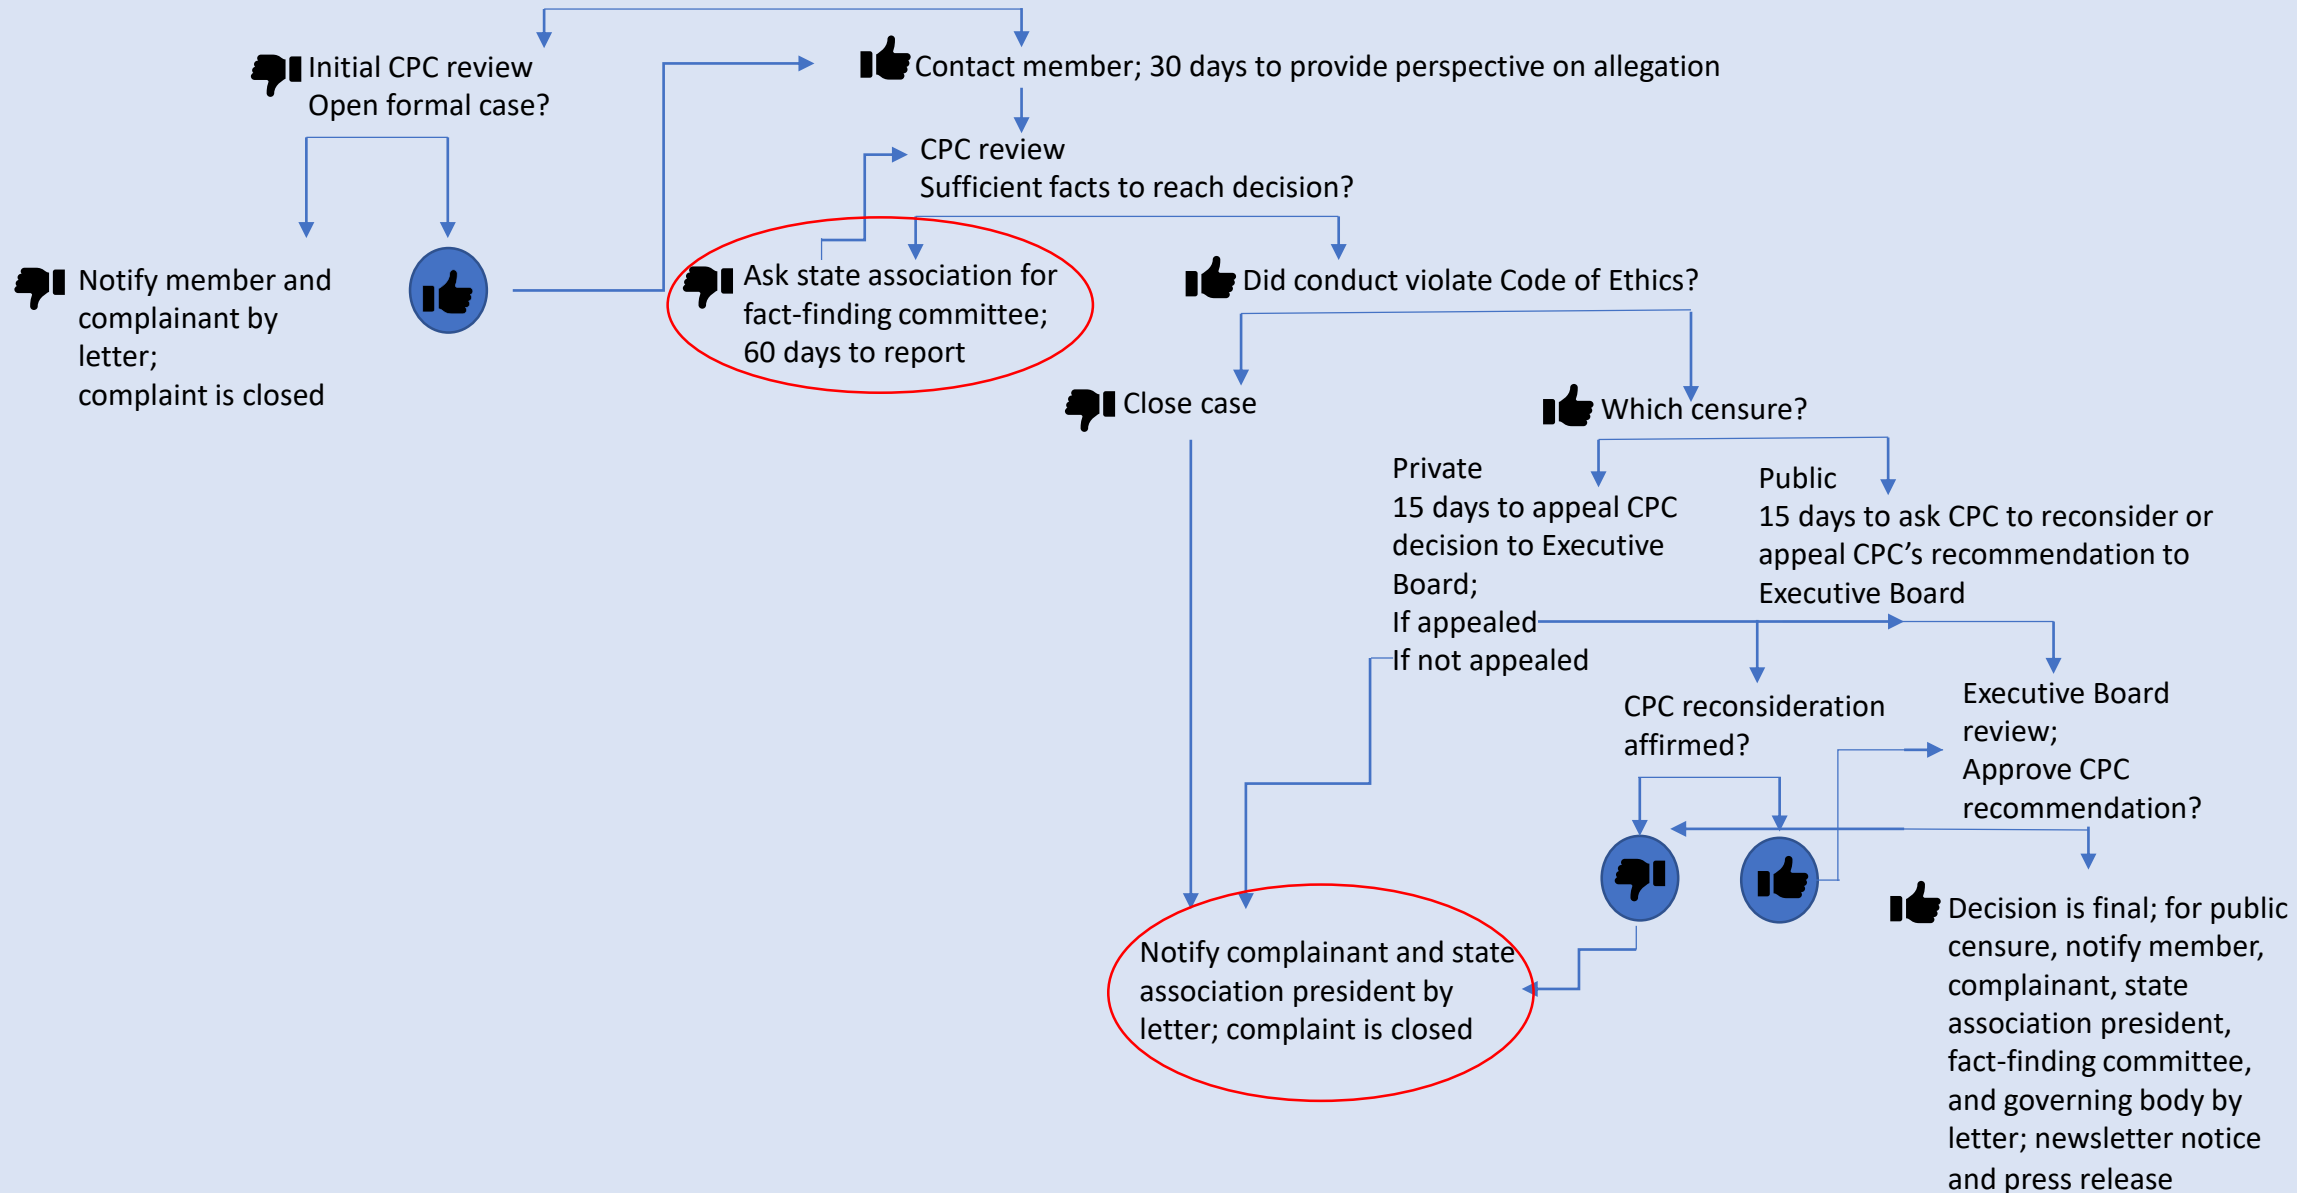 Initial CPC review
Open formal case?
Contact member; 30 days to provide perspective on allegation
CPC review
Sufficient facts to reach decision?
Notify member and
complainant by
letter;
complaint is closed
Ask state association for
fact-finding committee;
60 days to report
Did conduct violate Code of Ethics?
Close case
Which censure?
Private
15 days to appeal CPC
decision to Executive
Board;
If appealed
If not appealed
Public
15 days to ask CPC to reconsider or
appeal CPC’s recommendation to
Executive Board
CPC reconsideration
affirmed?
Executive Board
review;
Approve CPC
recommendation?
Notify complainant and state
association president by
letter; complaint is closed
Decision is final; for public
censure, notify member,
complainant, state
association president,
fact-finding committee,
and governing body by
letter; newsletter notice
and press release